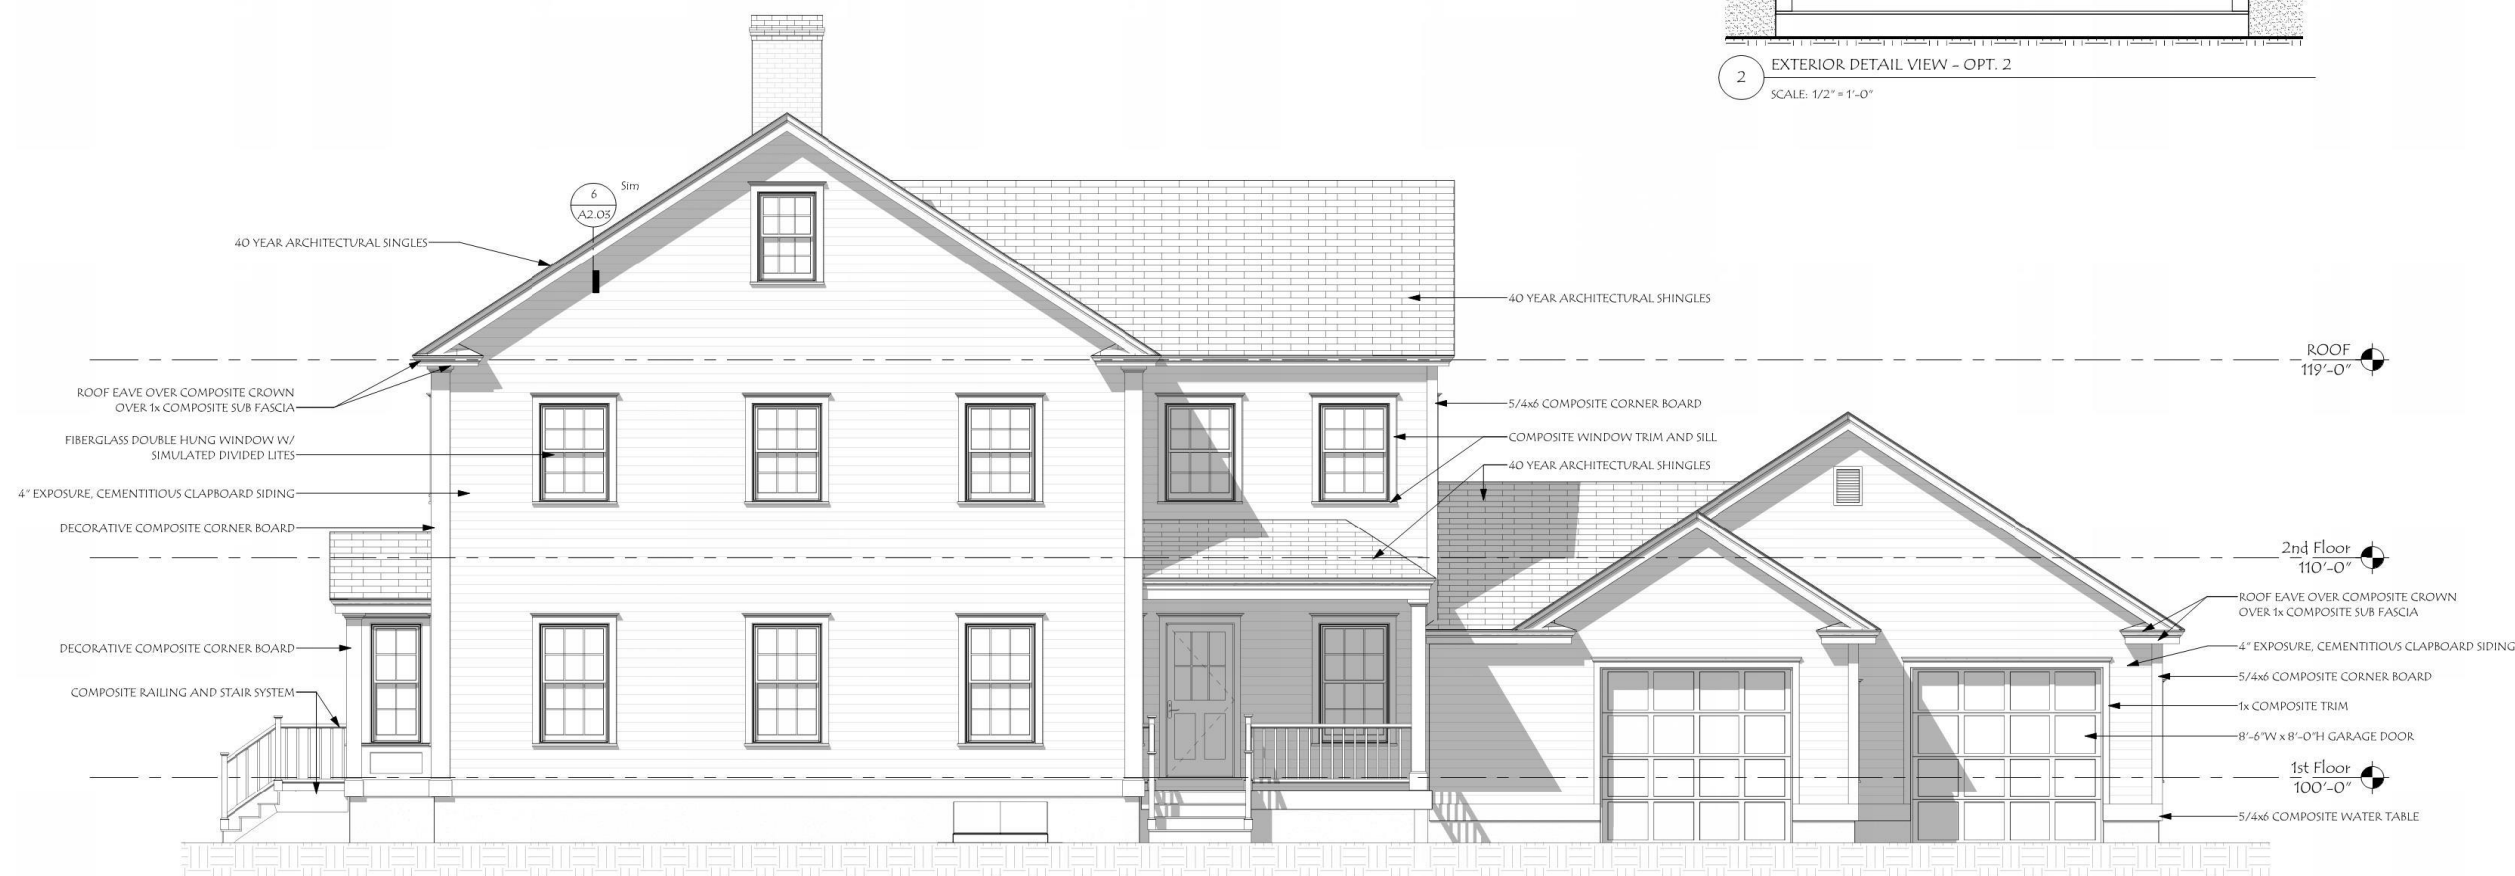 2
EXTERIOR DETAIL VIEW - OPT. 2
SCALE: 1/2" = 1'-0"
6
A2.03
Sim
40 YEAR ARCHITECTURAL SINGLES
ROOF EAVE OVER COMPOSITE CROWN
OVER 1x COMPOSITE SUB FASCIA
FIBERGLASS DOUBLE HUNG WINDOW W/
SIMULATED DIVIDED LITES
4" EXPOSURE, CEMENTITIOUS CLAPBOARD SIDING
DECORATIVE COMPOSITE CORNER BOARD
DECORATIVE COMPOSITE CORNER BOARD
COMPOSITE RAILING AND STAIR SYSTEM
40 YEAR ARCHITECTURAL SHINGLES
5/4x6 COMPOSITE CORNER BOARD
COMPOSITE WINDOW TRIM AND SILL
40 YEAR ARCHITECTURAL SHINGLES
ROOF
119'-0"
2nd Floor
110'-0"
ROOF EAVE OVER COMPOSITE CROWN
OVER 1x COMPOSITE SUB FASCIA
4" EXPOSURE, CEMENTITIOUS CLAPBOARD SIDING
5/4x6 COMPOSITE CORNER BOARD
1x COMPOSITE TRIM
8'-6"W x 8'-0"H GARAGE DOOR
1st Floor
100'-0"
5/4x6 COMPOSITE WATER TABLE